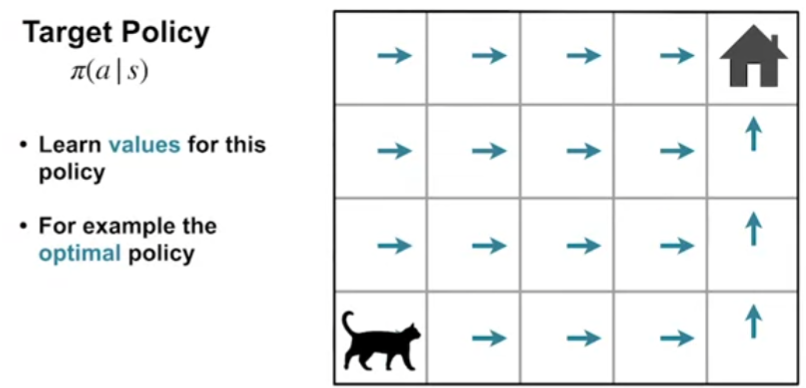 Target Policy
π(a|s)
• Learn values for this
policy
• For example the
optimal policy